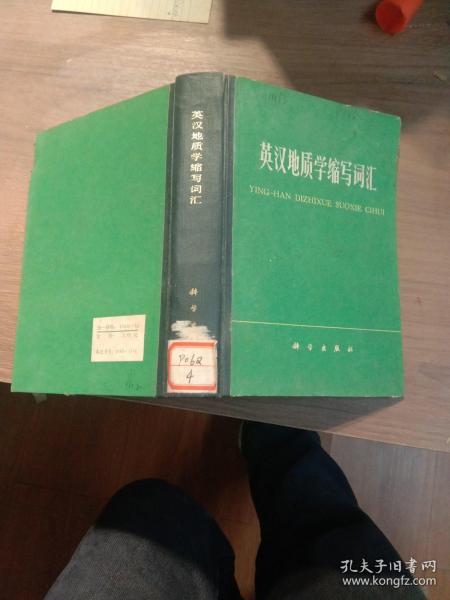 英汉地质学缩写词汇
YING-HAN DIZHIXUE SUOXIE CIHUI
科学出版社
英汉地质学缩写词汇
科学
P062
4
孔夫子旧书网
www.kongfz.com